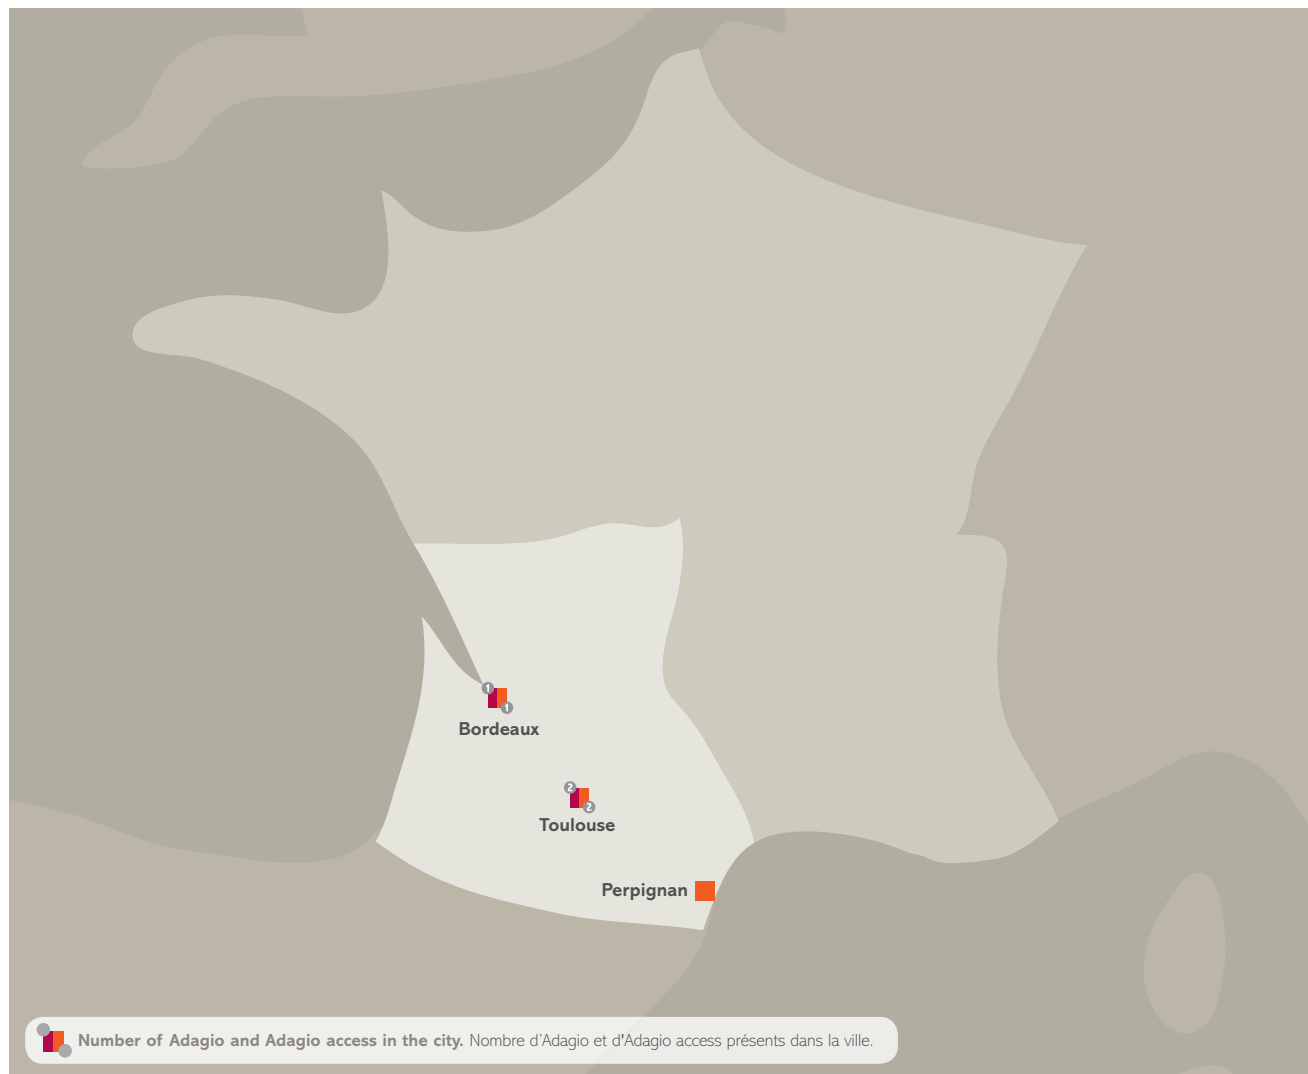 1
1
Bordeaux
2
2
Toulouse
Perpignan
Number of Adagio and Adagio access in the city. Nombre d’Adagio et d'Adagio access présents dans la ville.